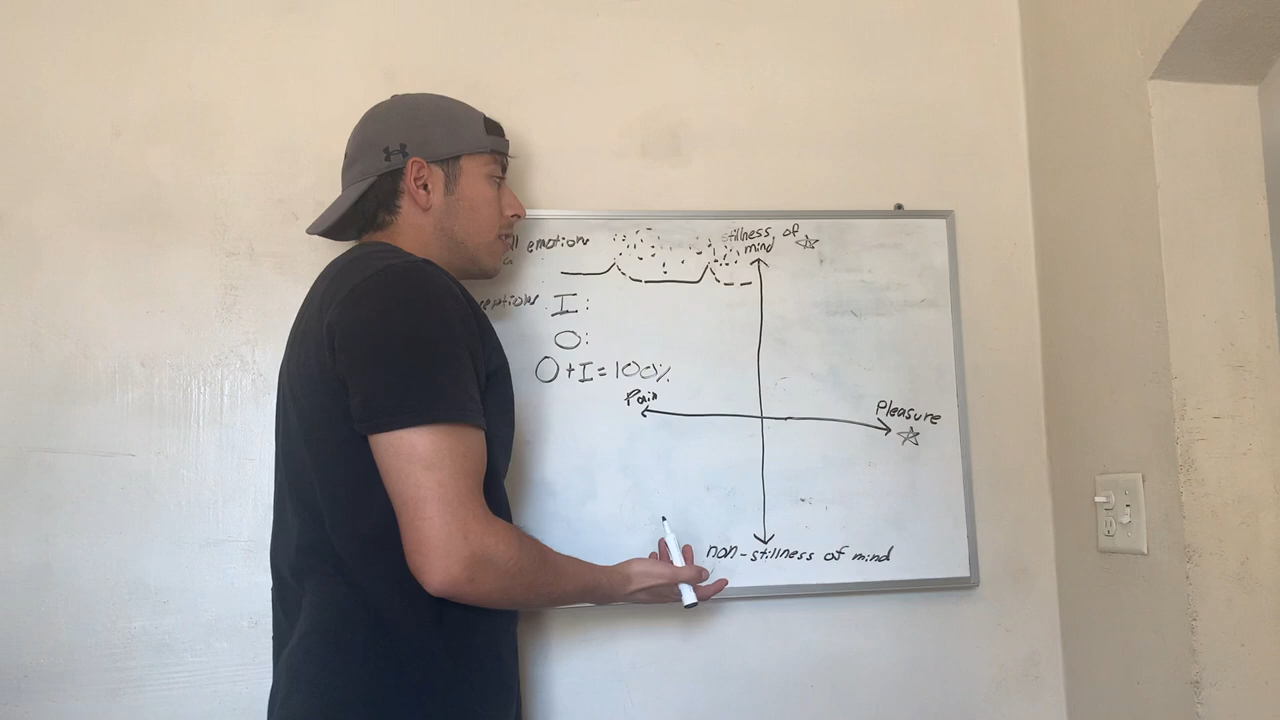 emotion
stillness of
mind
I:
O:
O+I=100%
Pain
Pleasure
non-stillness of mind